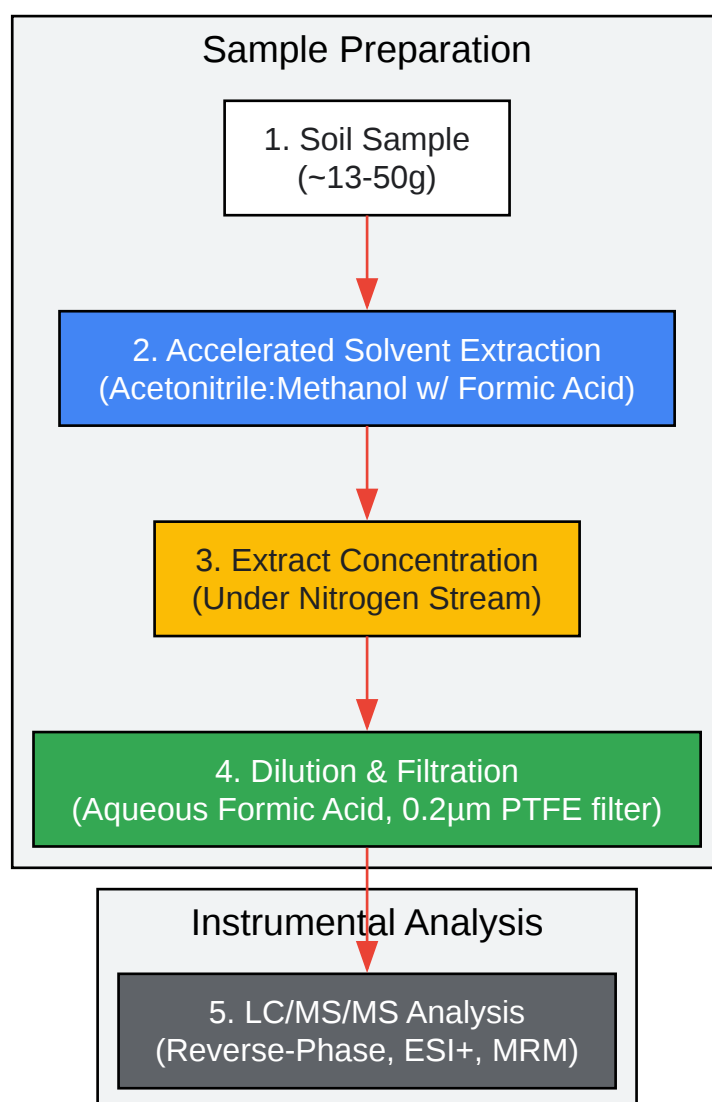 Sample Preparation
1. Soil Sample
(~13-50g)
2. Accelerated Solvent Extraction
(Acetonitrile:Methanol w/ Formic Acid)
3. Extract Concentration
(Under Nitrogen Stream)
4. Dilution & Filtration
(Aqueous Formic Acid, 0.2µm PTFE filter)
Instrumental Analysis
5. LC/MS/MS Analysis
(Reverse-Phase, ESI+, MRM)